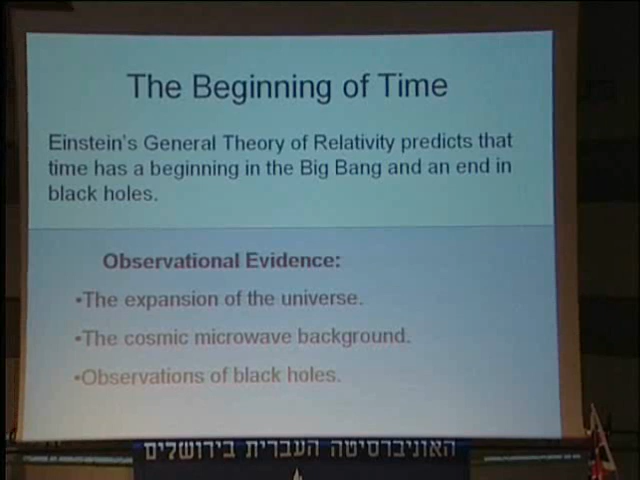 The Beginning of Time
Einstein's General Theory of Relativity predicts that
time has a beginning in the Big Bang and an end in
black holes.
Observational Evidence:
•The expansion of the universe.
•The cosmic microwave background.
•Observations of black holes.
האוניברסיטה העברית בירושלים